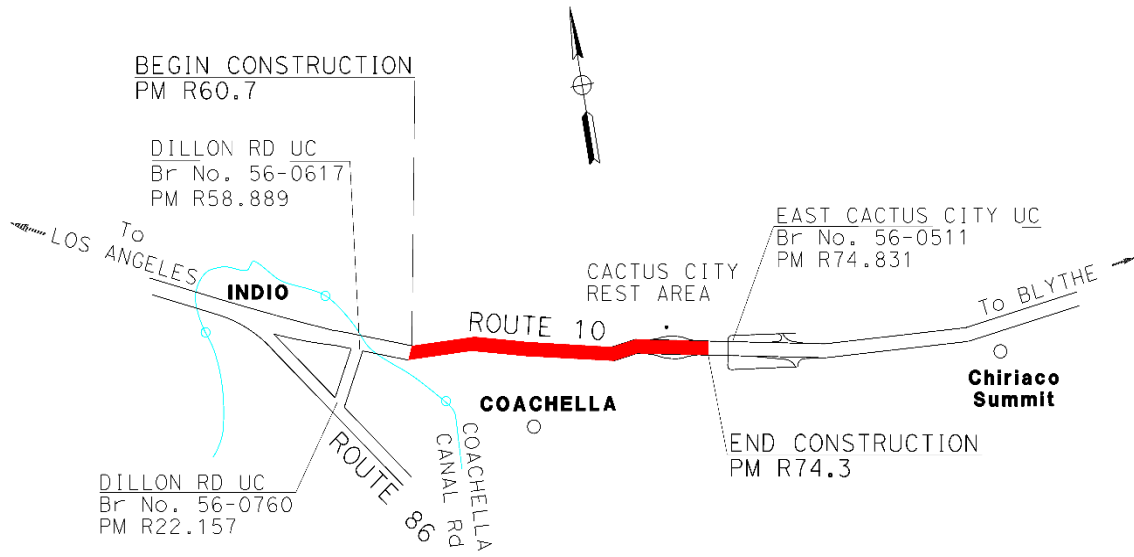 BEGIN CONSTRUCTION
PM R60.7
DILLON RD UC
Br No. 56-0617
PM R58.889
To
LOS ANGELES
INDIO
EAST CACTUS CITY UC
Br No. 56-0511
PM R74.831
CACTUS CITY
REST AREA
To BLYTHE
ROUTE 10
Chiriaco
Summit
COACHELLA
END CONSTRUCTION
PM R74.3
ROUTE 86
COACHELLA
CANAL Rd
DILLON RD UC
Br No. 56-0760
PM R22.157